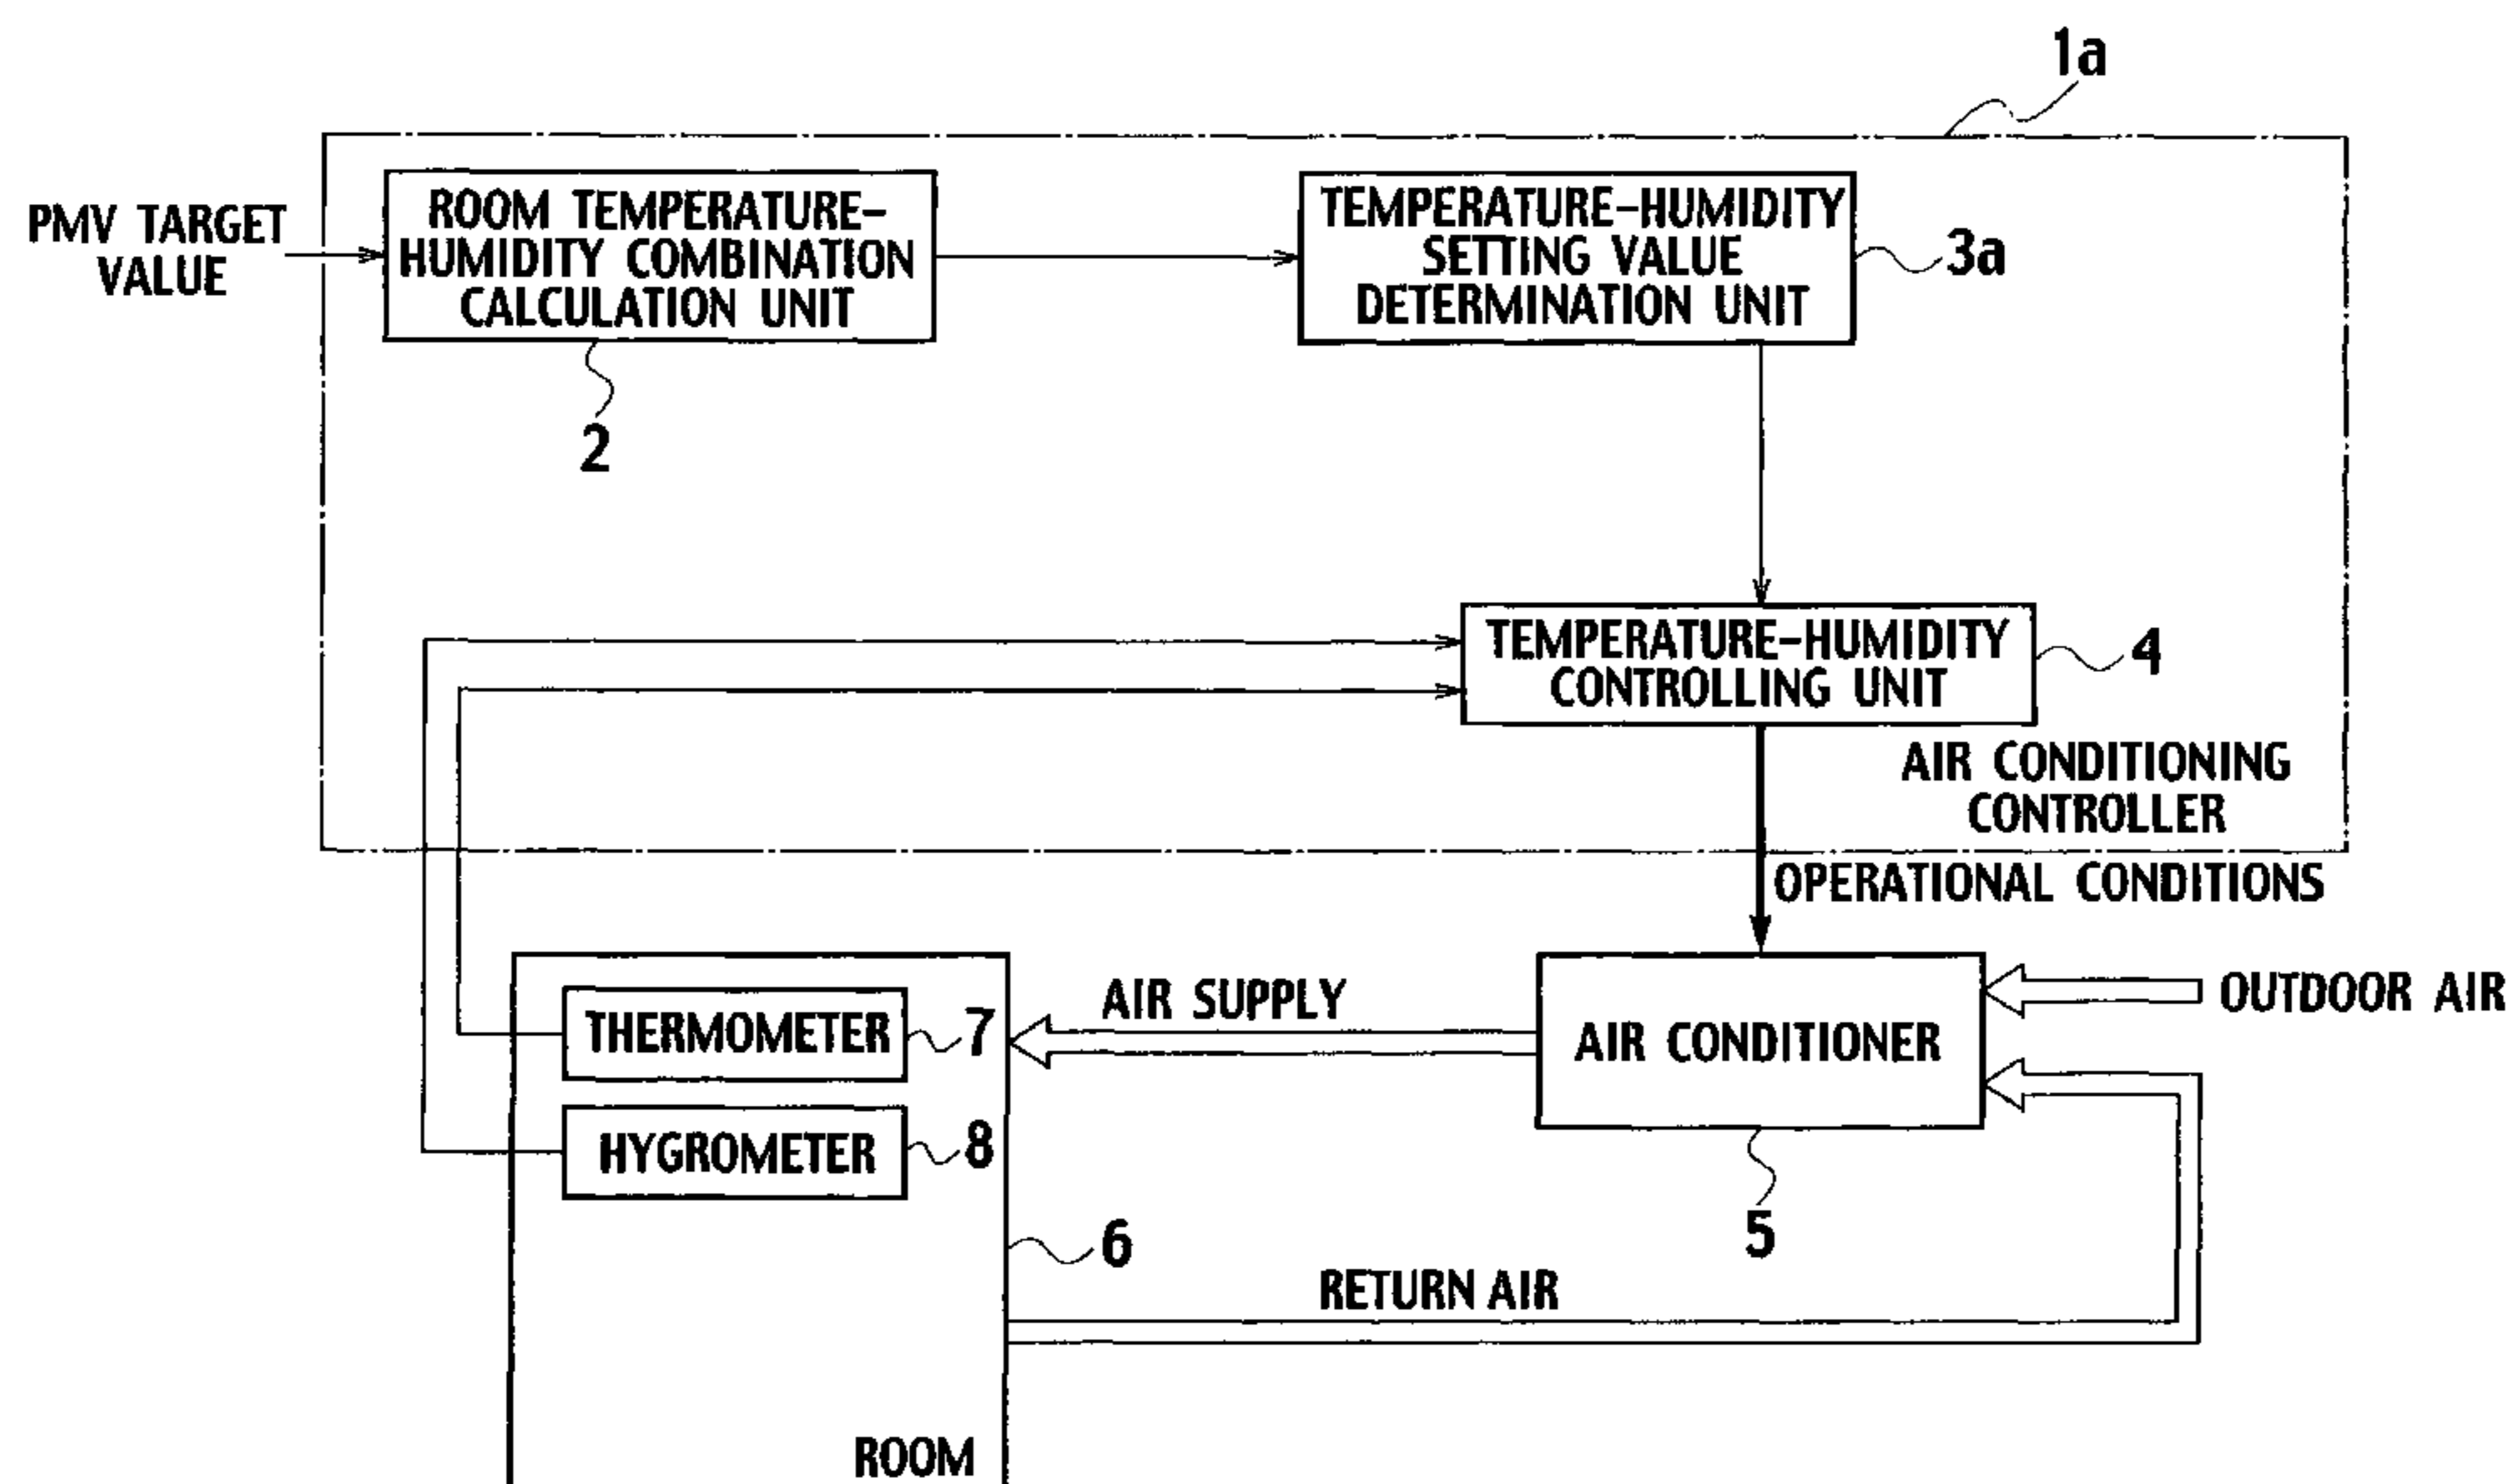 1a
PMV TARGET
VALUE
ROOM TEMPERATURE-
HUMIDITY COMBINATION
CALCULATION UNIT
2
TEMPERATURE-HUMIDITY
SETTING VALUE
DETERMINATION UNIT
3a
TEMPERATURE-HUMIDITY
CONTROLLING UNIT
4
AIR CONDITIONING
CONTROLLER
OPERATIONAL CONDITIONS
THERMOMETER
7
HYGROMETER
8
AIR SUPPLY
AIR CONDITIONER
5
OUTDOOR AIR
6
RETURN AIR
ROOM